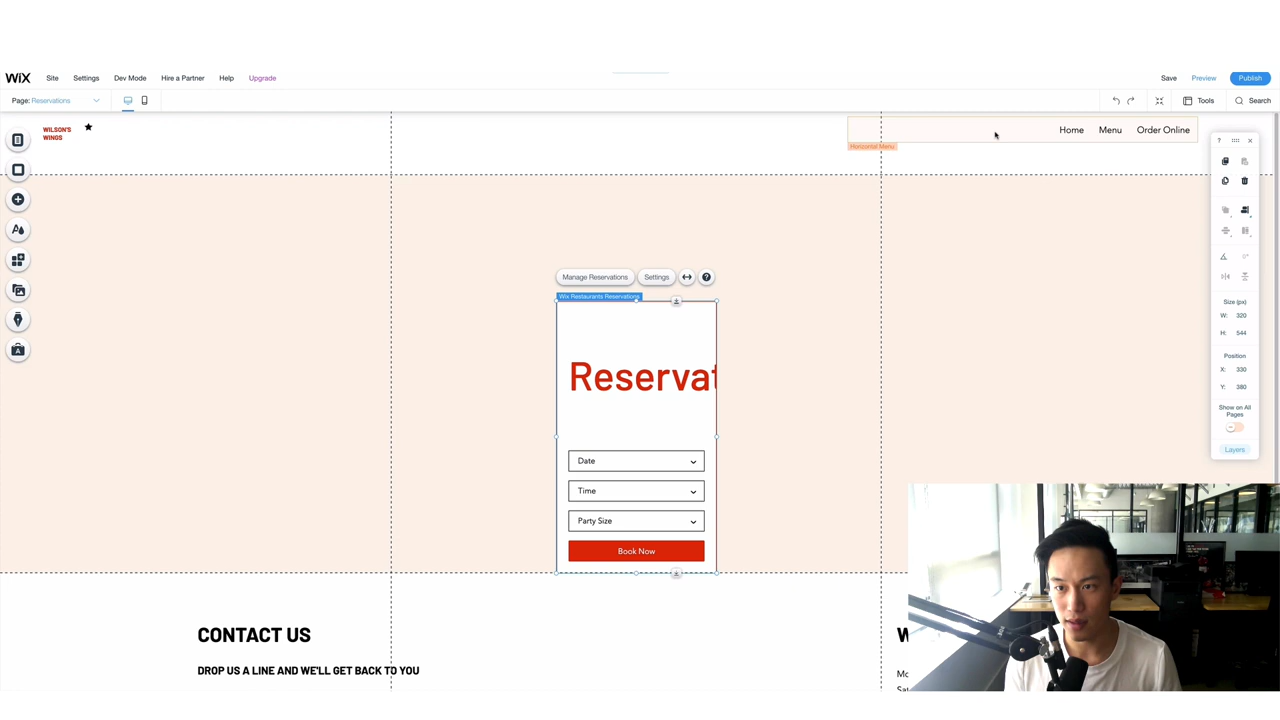 WiX Site Settings Dev Mode Hire a Partner Help Upgrade Save Preview Publish
Page: Reservations Tools Search
WILSON'S
WINGS
Home Menu Order Online
Horizontal Menu
Manage Reservations Settings ?
Wix Restaurants Reservations
Reservat
Date
Time
Party Size
Book Now
CONTACT US
DROP US A LINE AND WE'LL GET BACK TO YOU
W
Mo
Sat
?
Size (px)
W: 320
H: 544
Position
X: 330
Y: 380
Show on All
Pages
Layers